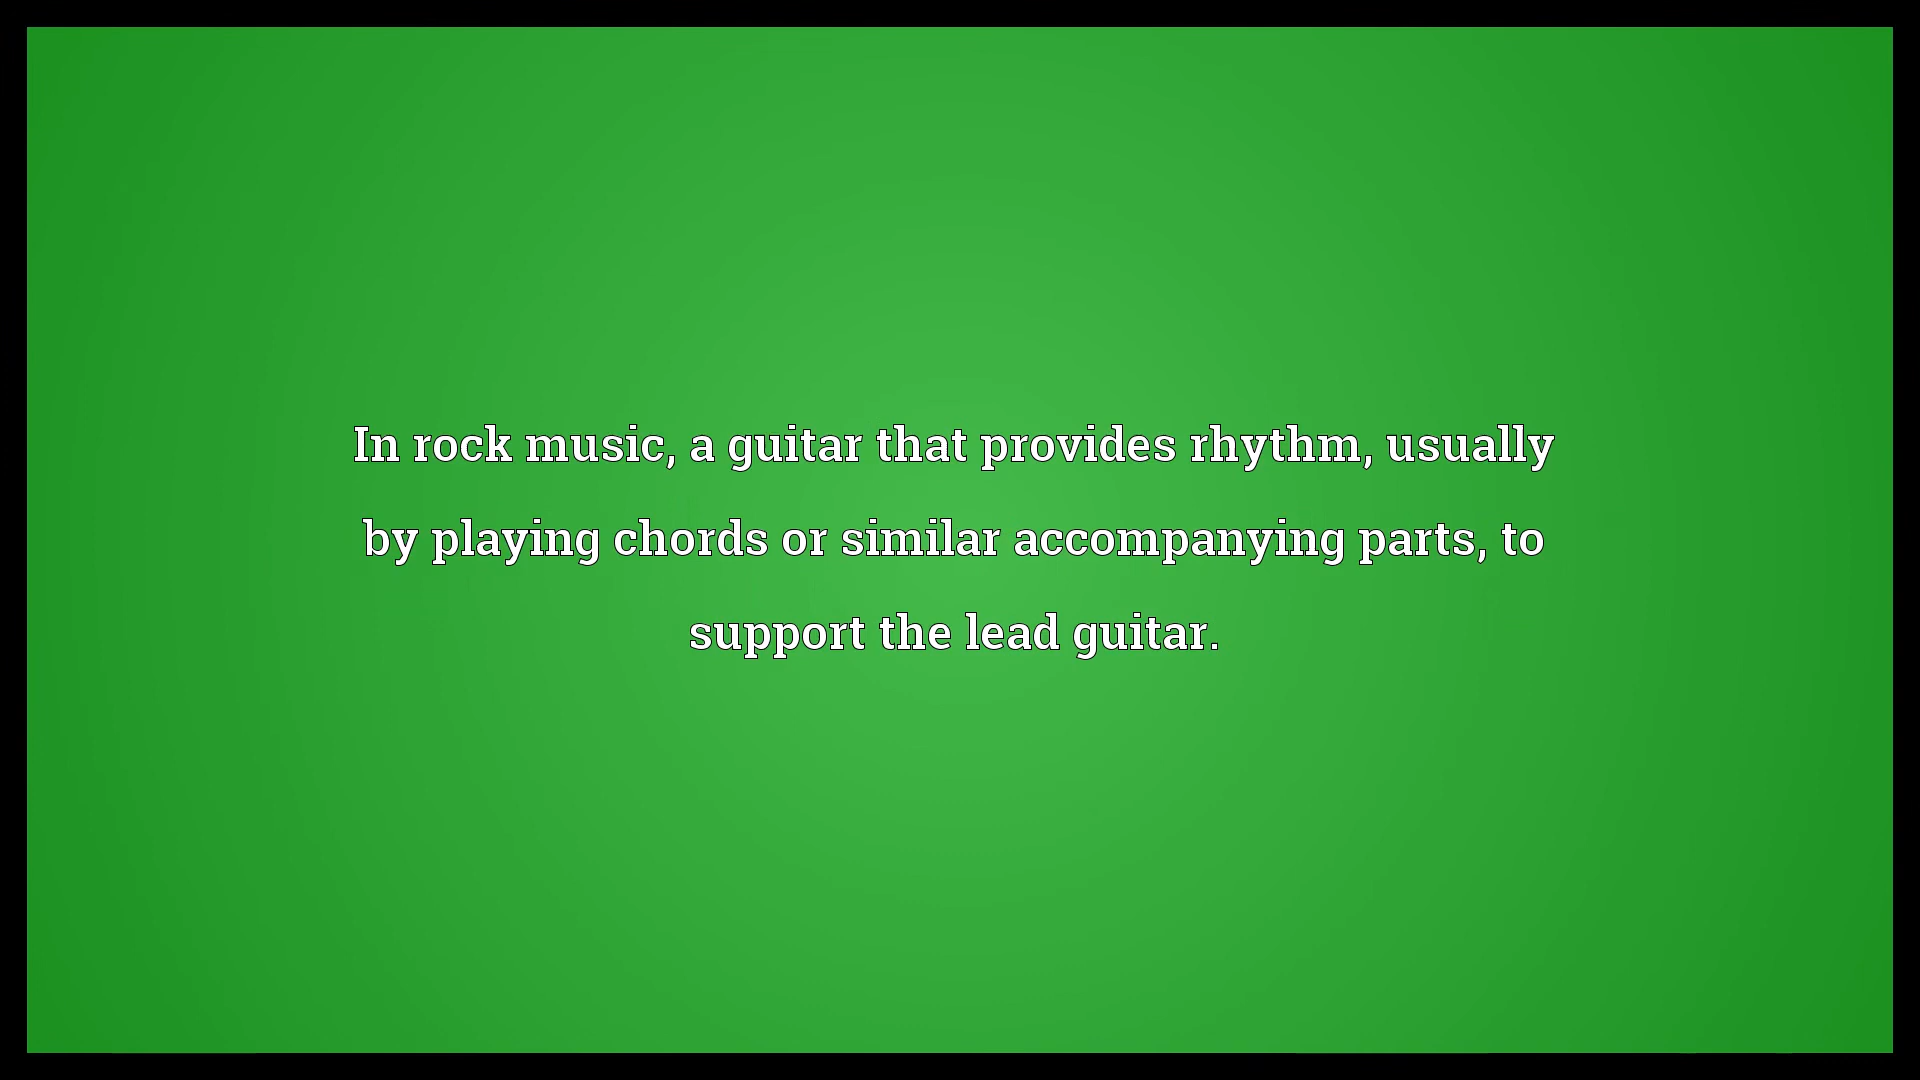 In rock music, a guitar that provides rhythm, usually
by playing chords or similar accompanying parts, to
support the lead guitar.